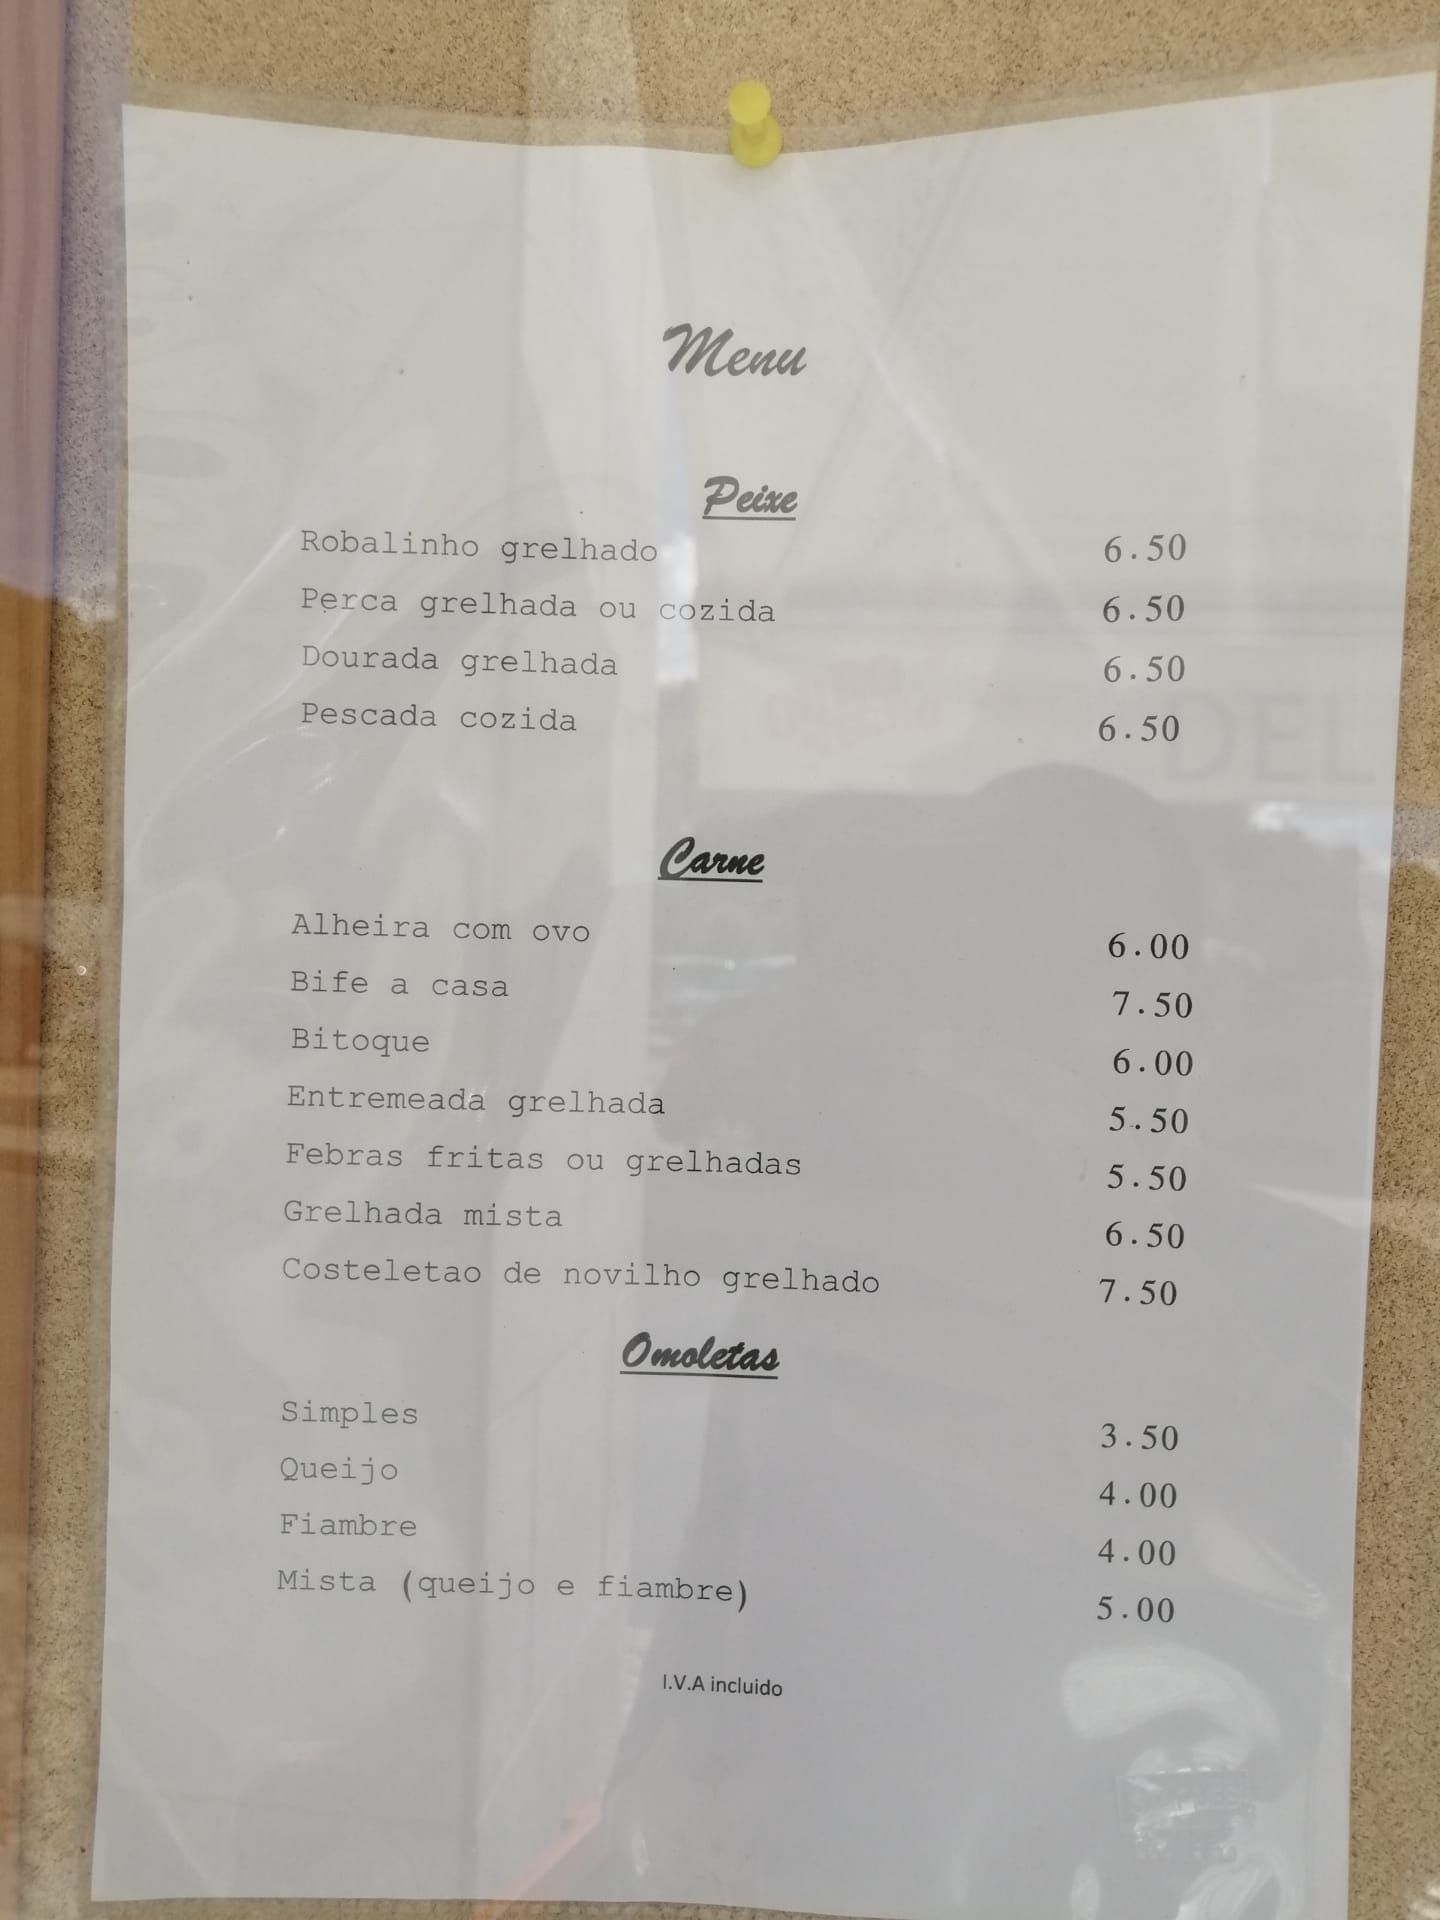 Menu
Peixe
Robalinho grelhado 6.50
Perca grelhada ou cozida 6.50
Dourada grelhada 6.50
Pescada cozida 6.50
DEL
Carne
Alheira com ovo 6.00
Bife a casa 7.50
Bitoque 6.00
Entremeada grelhada 5.50
Febras fritas ou grelhadas 5.50
Grelhada mista 6.50
Costeletao de novilho grelhado 7.50
Omoletas
Simples 3.50
Queijo 4.00
Fiambre 4.00
Mista (queijo e fiambre) 5.00
I.V.A incluido